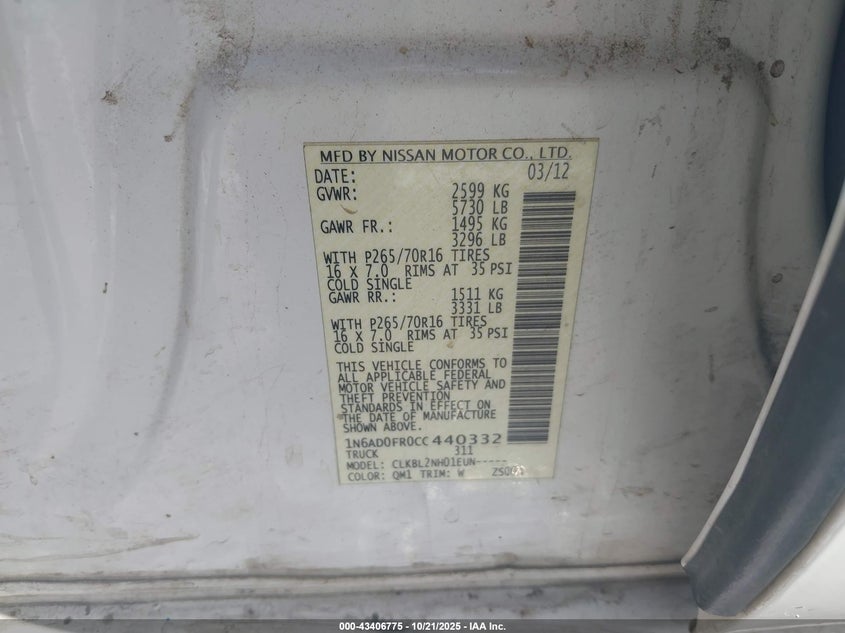 MFD BY NISSAN MOTOR CO., LTD.
DATE: 03/12
GVWR: 2599 KG
5730 LB
GAWR FR.: 1495 KG
3296 LB
WITH P265/70R16 TIRES
16 X 7.0 RIMS AT 35 PSI
COLD SINGLE
GAWR RR.: 1511 KG
3331 LB
WITH P265/70R16 TIRES
16 X 7.0 RIMS AT 35 PSI
COLD SINGLE
THIS VEHICLE CONFORMS TO
ALL APPLICABLE FEDERAL
MOTOR VEHICLE SAFETY AND
THEFT PREVENTION
STANDARDS IN EFFECT ON
THE DATE OF MANUFACTURE
SHOWN ABOVE.
1N6AD0FR0CC440332
TRUCK 311
MODEL: CLKBL2NH01EUN-----
COLOR: QM1 TRIM: W
000-43406775 - 10/21/2025 - IAA Inc.